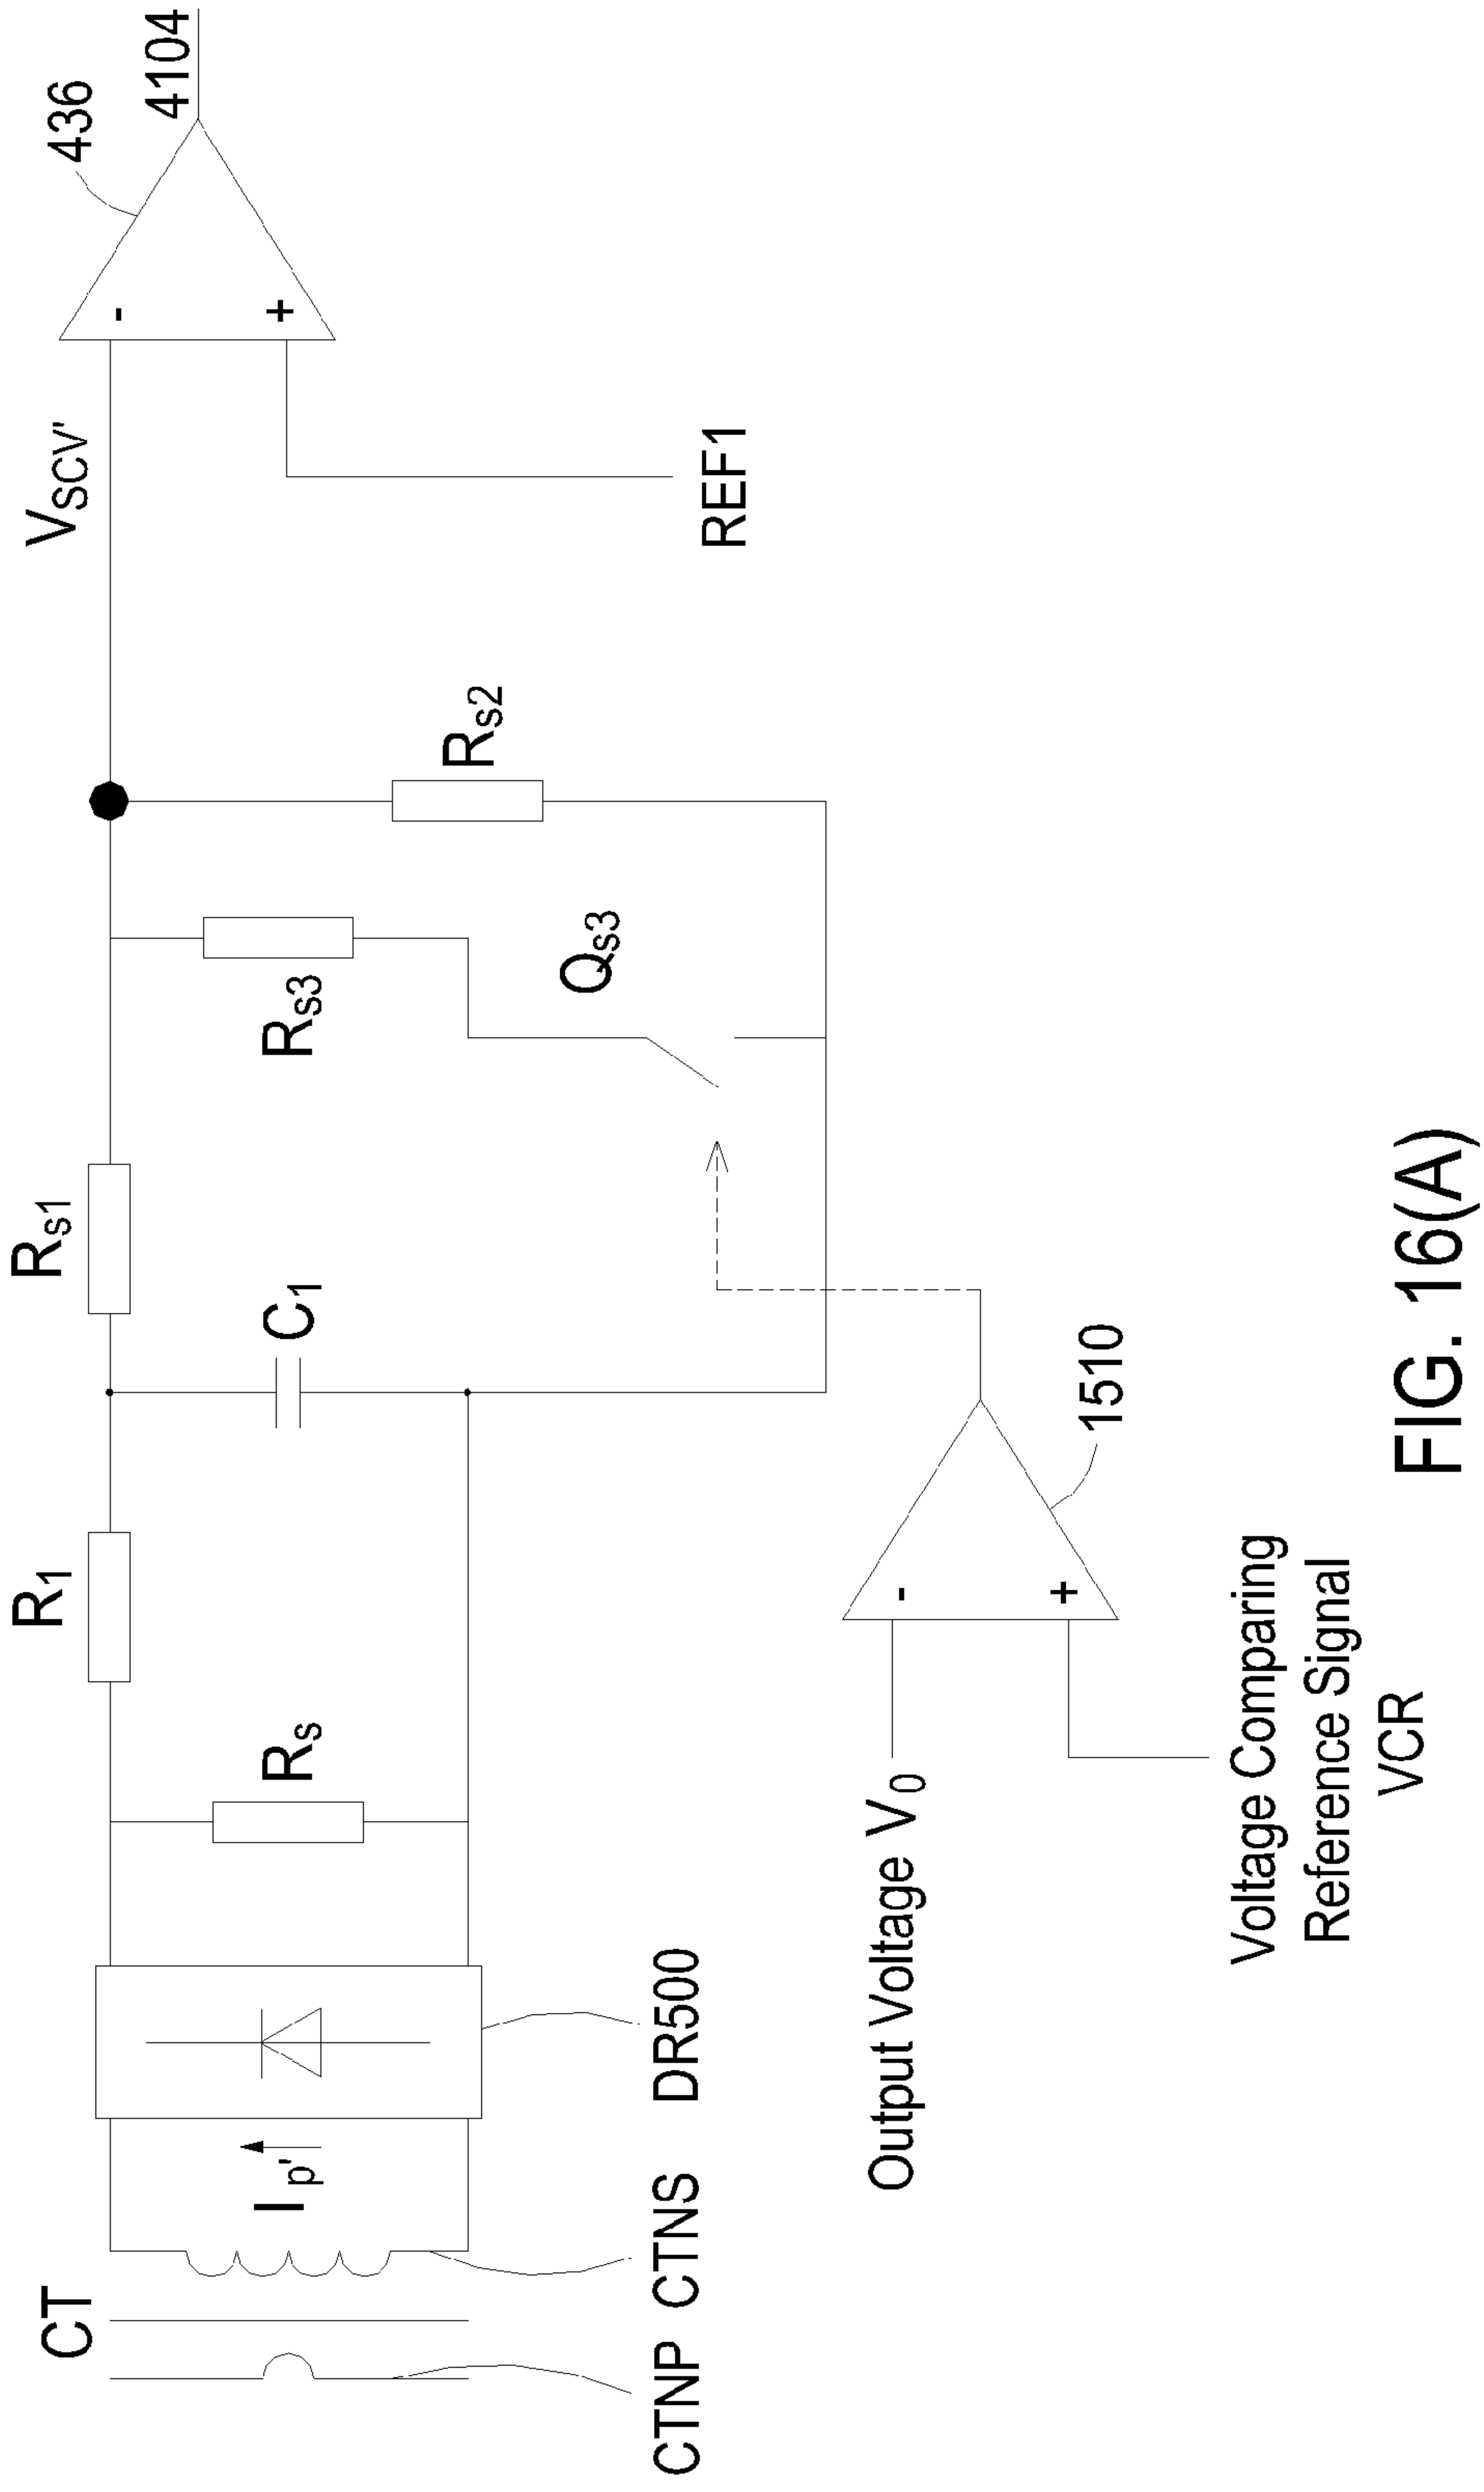 CT
CTNP
CTNS
Ip'
DR500
Rs
R1
C1
Rs1
Rs3
Qs3
Rs2
VSCV'
-
+
436
4104
REF1
Output Voltage V0
-
+
1510
Voltage Comparing
Reference Signal
VCR
FIG. 16(A)